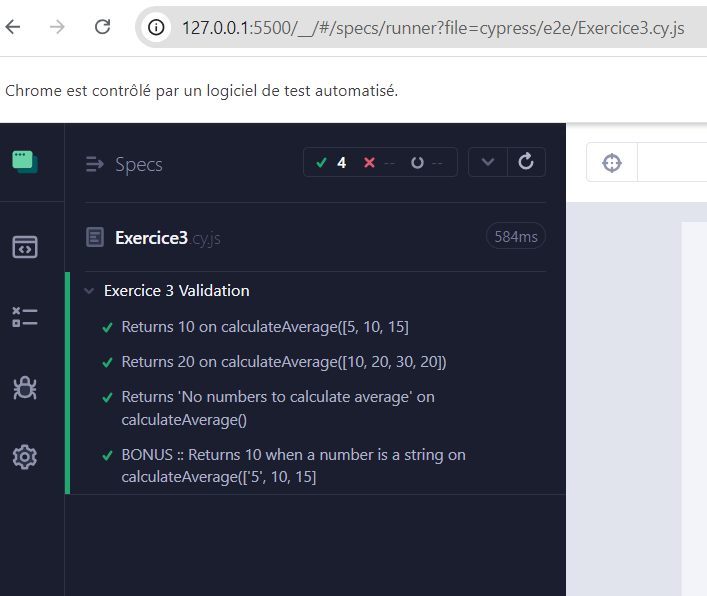 127.0.0.1:5500/__/#/specs/runner?file=cypress/e2e/Exercice3.cy.js
Chrome est contrôlé par un logiciel de test automatisé.
Specs
4 -- --
Exercice3.cy.js 584ms
Exercice 3 Validation
Returns 10 on calculateAverage([5, 10, 15]
Returns 20 on calculateAverage([10, 20, 30, 20])
Returns 'No numbers to calculate average' on
calculateAverage()
BONUS :: Returns 10 when a number is a string on
calculateAverage(['5', 10, 15]